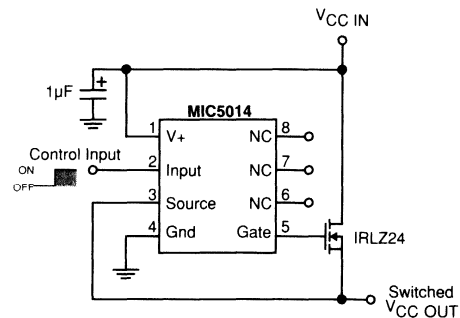 VCC IN
1µF +
MIC5014
1 V+ NC 8
Control Input
ON
OFF
2 Input NC 7
3 Source NC 6
4 Gnd Gate 5
IRLZ24
Switched
VCC OUT